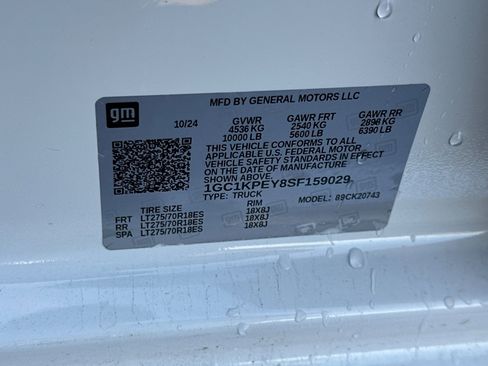 gm
MFD BY GENERAL MOTORS LLC
10/24 GVWR GAWR FRT GAWR RR
4536 KG 2540 KG 2898 KG
10000 LB 5600 LB 6390 LB
THIS VEHICLE CONFORMS TO ALL
APPLICABLE U.S. FEDERAL MOTOR
VEHICLE SAFETY STANDARDS IN EFFECT
ON THE DATE OF MANUFACTURE
SHOWN ABOVE.
1GC1KPEY8SF159029
TYPE: TRUCK MODEL: 89CK20743
TIRE SIZE RIM
FRT LT275/70R18ES 18X8J
RR LT275/70R18ES 18X8J
SPA LT275/70R18ES 18X8J